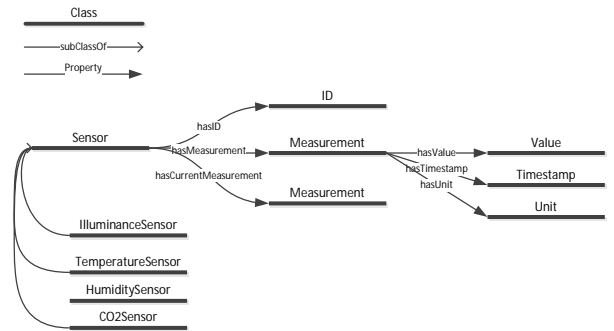 Class
subClassOf
Property
ID
hasID
Sensor
hasMeasurement
Measurement
hasValue
Value
hasTimestamp
Timestamp
hasCurrentMeasurement
Measurement
hasUnit
Unit
IlluminanceSensor
TemperatureSensor
HumiditySensor
CO2Sensor